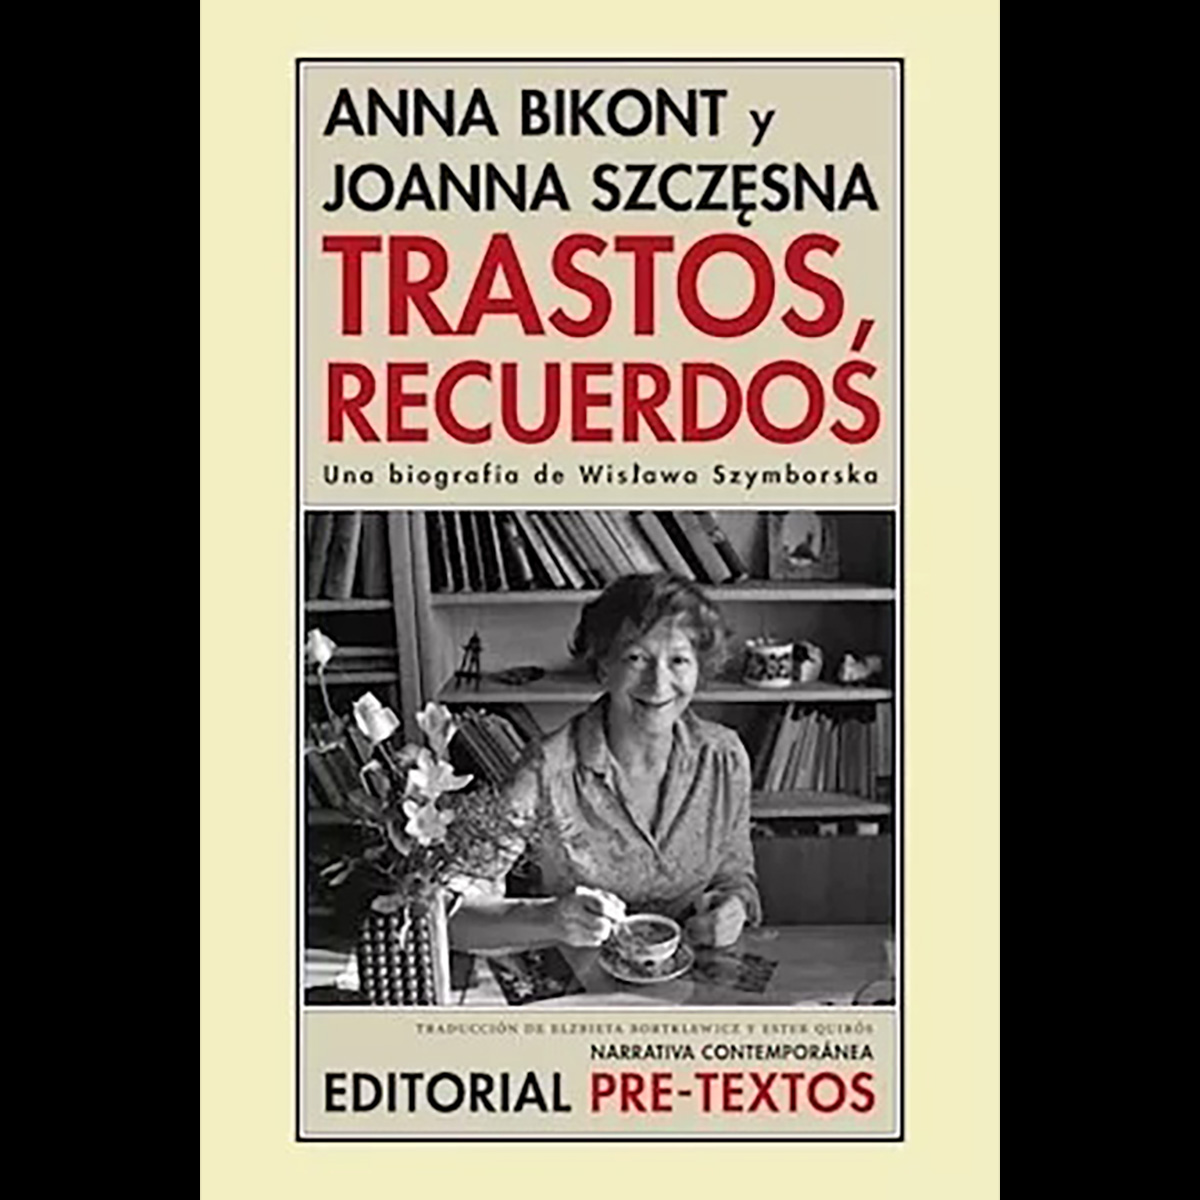 ANNA BIKONT y
JOANNA SZCZĘSNA
TRASTOS,
RECUERDOS
Una biografía de Wisława Szymborska
TRADUCCIÓN DE ELZBIETA BORTKLEWICZ Y ESTER QUIRÓS
NARRATIVA CONTEMPORÁNEA
EDITORIAL PRE-TEXTOS